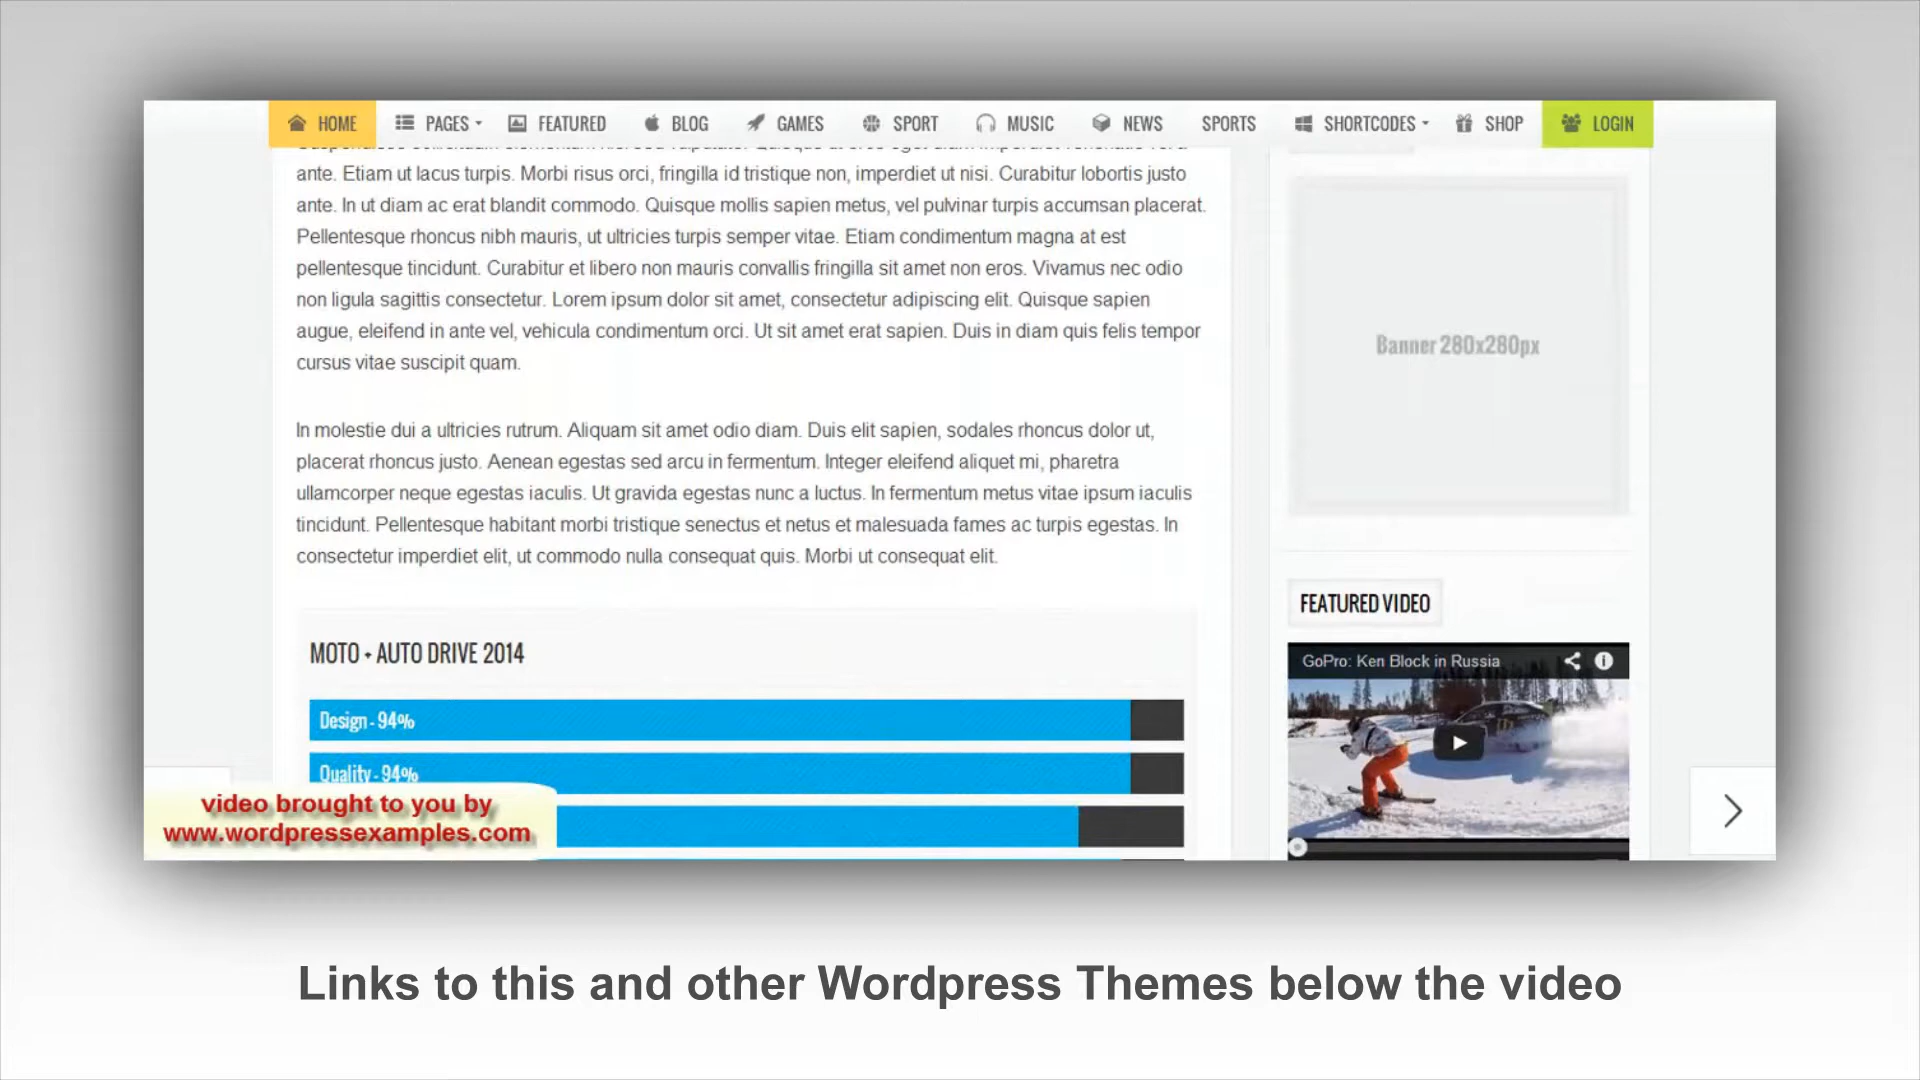 HOME PAGES FEATURED BLOG GAMES SPORT MUSIC NEWS SPORTS SHORTCODES SHOP LOGIN
ante. Etiam ut lacus turpis. Morbi risus orci, fringilla id tristique non, imperdiet ut nisi. Curabitur lobortis justo
ante. In ut diam ac erat blandit commodo. Quisque mollis sapien metus, vel pulvinar turpis accumsan placerat.
Pellentesque rhoncus nibh mauris, ut ultricies turpis semper vitae. Etiam condimentum magna at est
pellentesque tincidunt. Curabitur et libero non mauris convallis fringilla sit amet non eros. Vivamus nec odio
non ligula sagittis consectetur. Lorem ipsum dolor sit amet, consectetur adipiscing elit. Quisque sapien
augue, eleifend in ante vel, vehicula condimentum orci. Ut sit amet erat sapien. Duis in diam quis felis tempor
cursus vitae suscipit quam.
In molestie dui a ultricies rutrum. Aliquam sit amet odio diam. Duis elit sapien, sodales rhoncus dolor ut,
placerat rhoncus justo. Aenean egestas sed arcu in fermentum. Integer eleifend aliquet mi, pharetra
ullamcorper neque egestas iaculis. Ut gravida egestas nunc a luctus. In fermentum metus vitae ipsum iaculis
tincidunt. Pellentesque habitant morbi tristique senectus et netus et malesuada fames ac turpis egestas. In
consectetur imperdiet elit, ut commodo nulla consequat quis. Morbi ut consequat elit.
MOTO + AUTO DRIVE 2014
Design - 94%
Quality - 94%
Banner 280x280px
FEATURED VIDEO
GoPro: Ken Block in Russia
video brought to you by
www.wordpressexamples.com
Links to this and other Wordpress Themes below the video